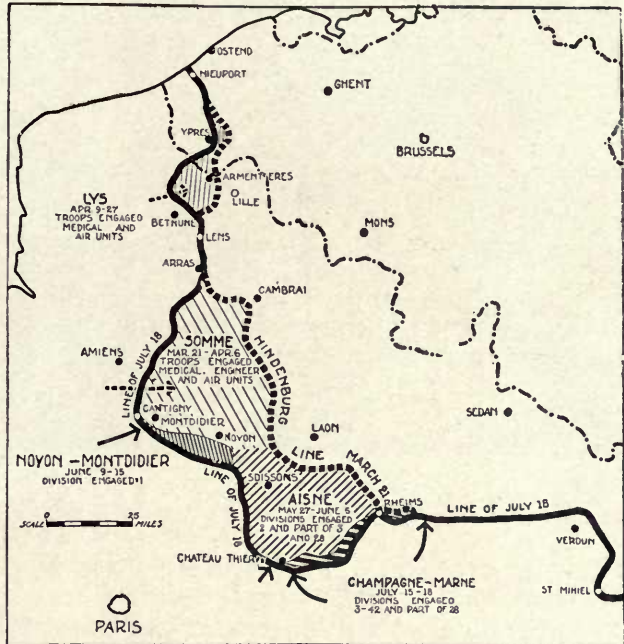 OSTEND
NIEUPORT
GHENT
YPRES
BRUSSELS
ARMENTIERES
LYS
APR. 9-27
TROOPS ENGAGED
MEDICAL AND
AIR UNITS
LILLE
BETHUNE
MONS
LENS
ARRAS
CAMBRAI
SOMME
MAR. 21-APR. 6
TROOPS ENGAGED
MEDICAL, ENGINEER
AND AIR UNITS
HINDENBURG
LINE
MARCH 21
AMIENS
LINE OF JULY 18
CANTIGNY
MONTDIDIER
SEDAN
NOYON
LAON
NOYON-MONTDIDIER
JUNE 9-15
DIVISION ENGAGED-1
LINE OF JULY 18
SOISSONS
AISNE
MAY 27-JUNE 5
DIVISIONS ENGAGED
2 AND PART OF 3
AND 28
RHEIMS
LINE OF JULY 18
SCALE 0 25 MILES
VERDUN
CHATEAU THIERRY
CHAMPAGNE-MARNE
JULY 15-18
DIVISIONS ENGAGED
3-42 AND PART OF 28
ST MIHIEL
PARIS